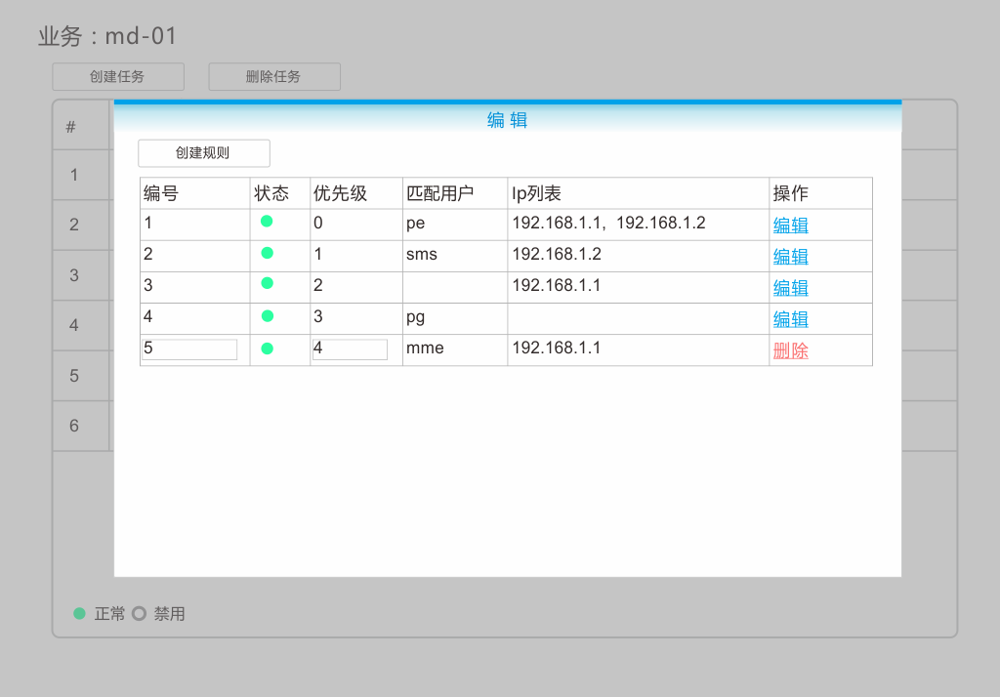 业务 : md-01
创建任务 删除任务
编 辑
#
创建规则
1
编号 状态 优先级 匹配用户 Ip列表 操作
2
1 0 pe 192.168.1.1, 192.168.1.2 编辑
2 1 sms 192.168.1.2 编辑
3
3 2 192.168.1.1 编辑
4
4 3 pg 编辑
5 4 mme 192.168.1.1 删除
5
6
正常 禁用